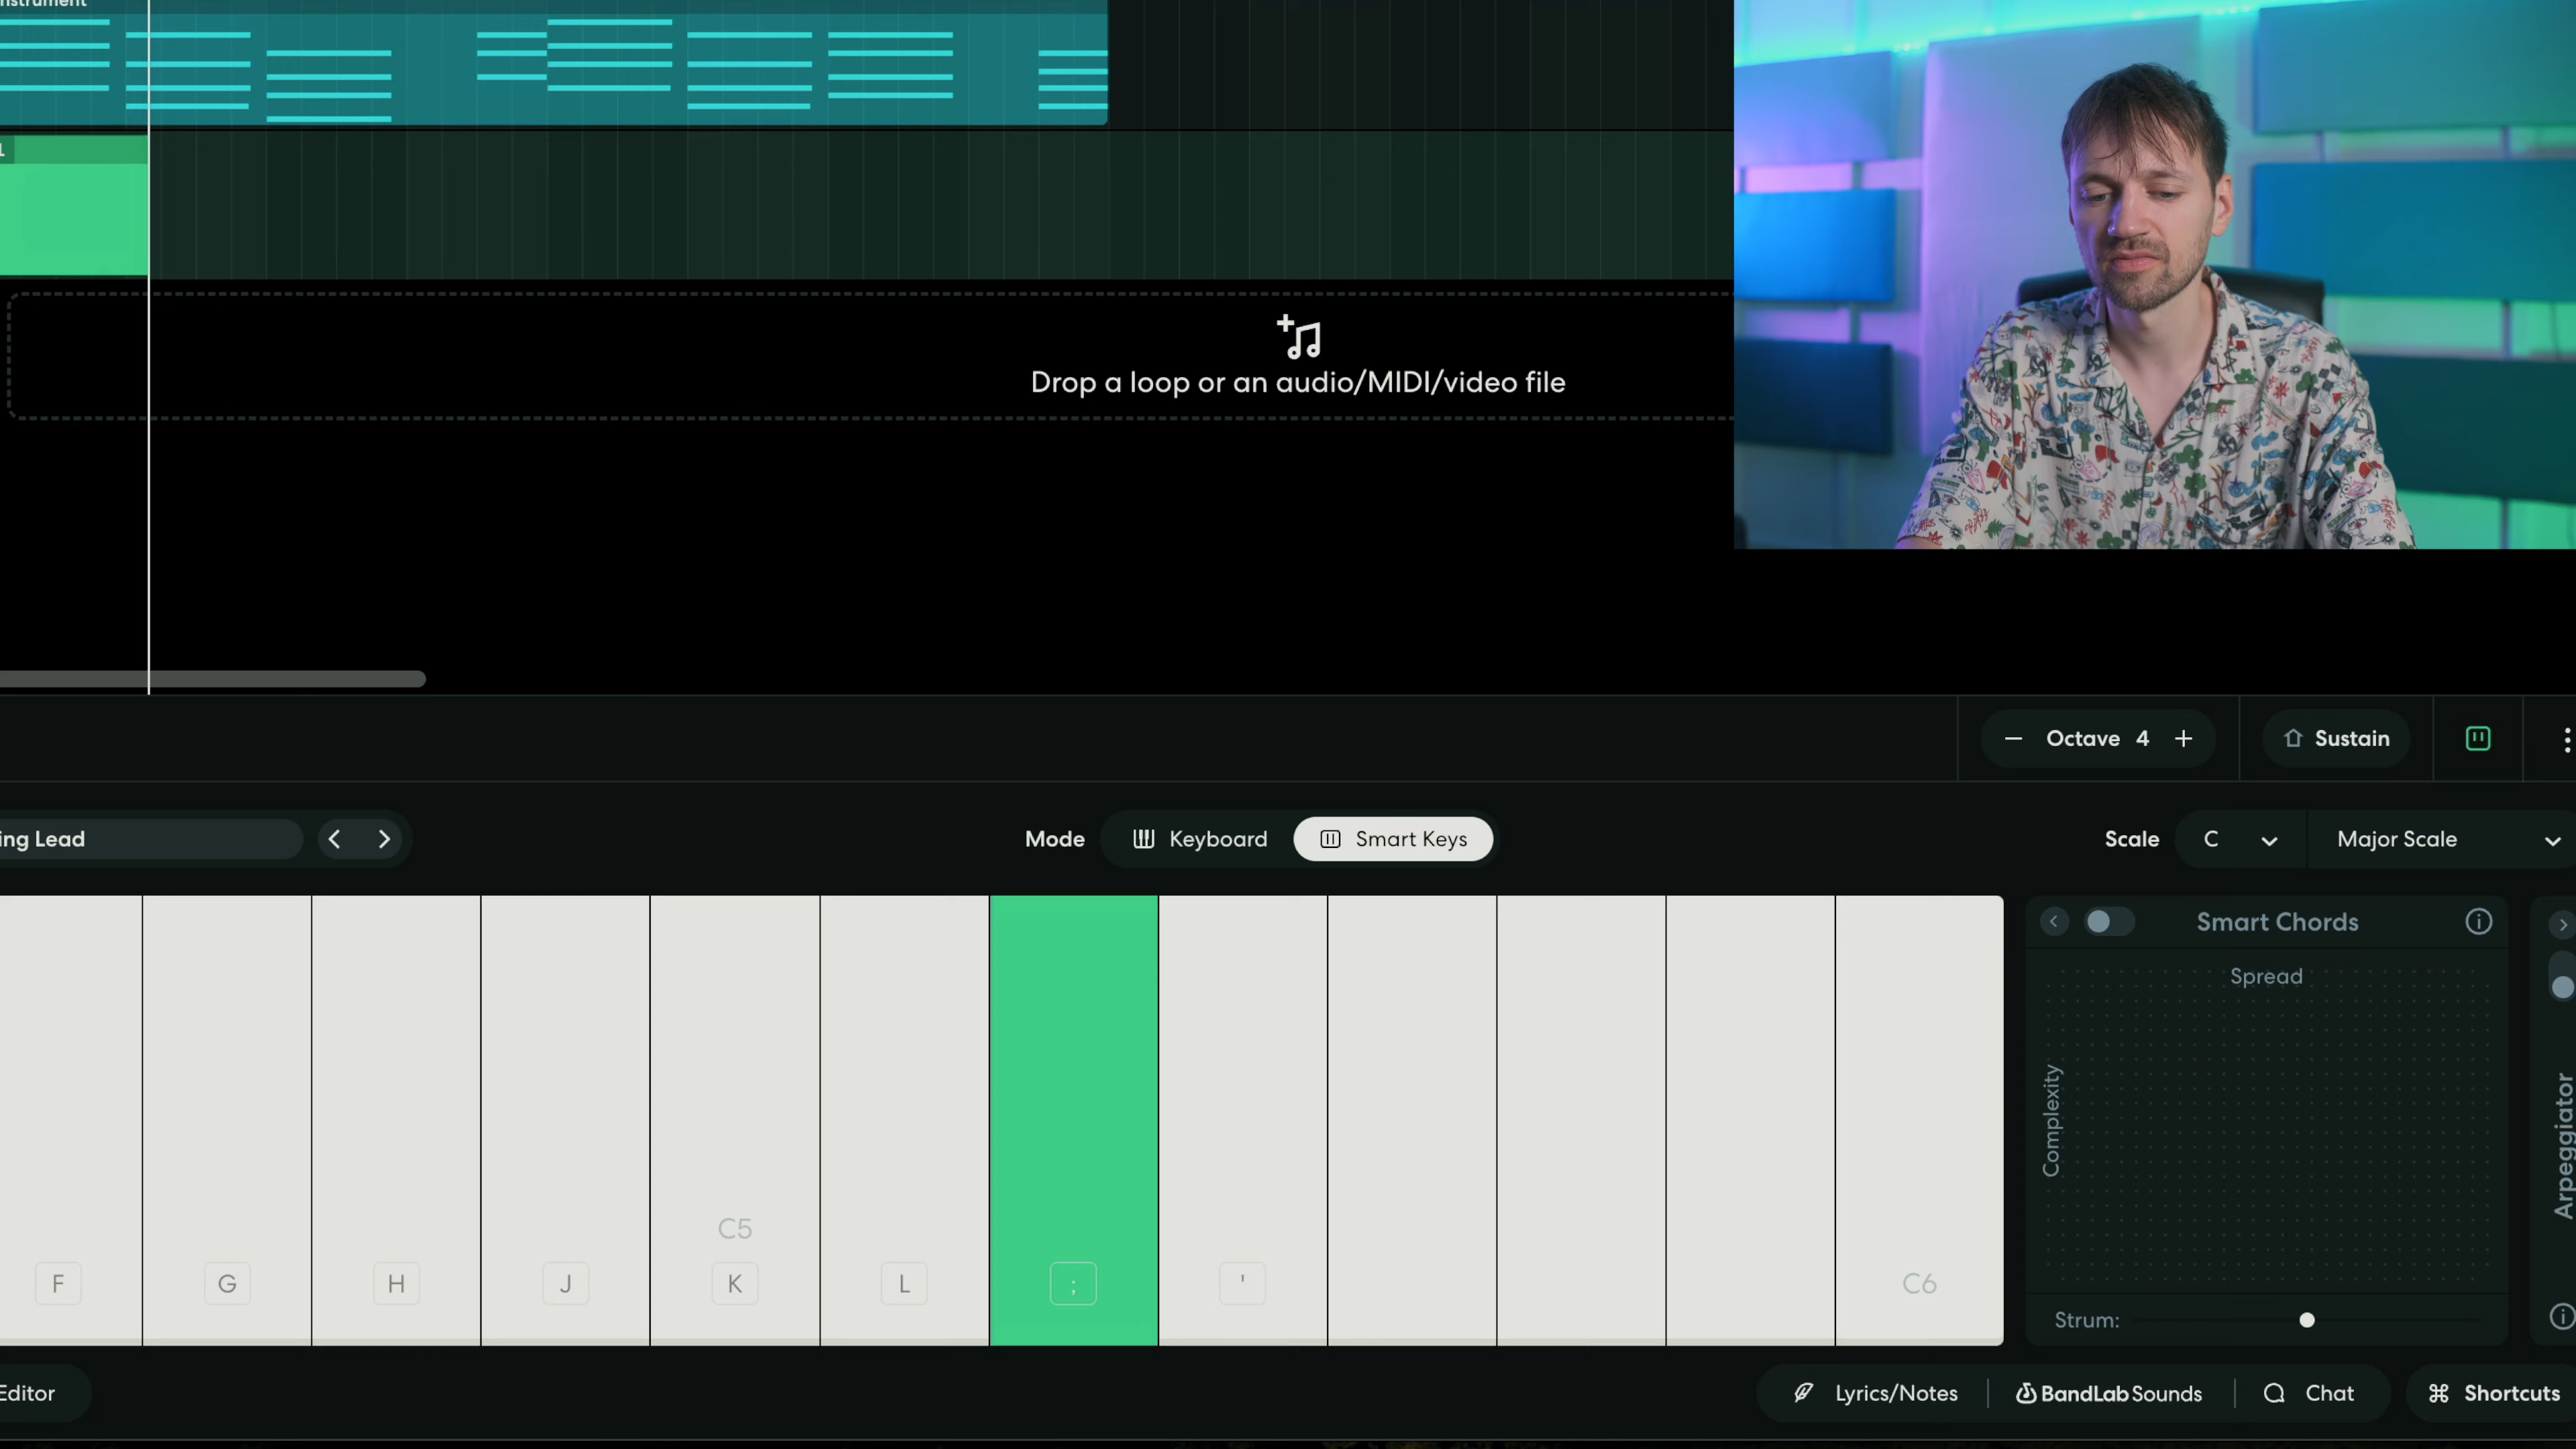 Drop a loop or an audio/MIDI/video file
Octave 4
Sustain
ing Lead
Mode Keyboard Smart Keys
Scale C Major Scale
Smart Chords
Spread
Complexity
Arpeggiator
C5
C6
F G H J K L ; '
Strum:
Editor
Lyrics/Notes
BandLab Sounds
Chat
Shortcuts